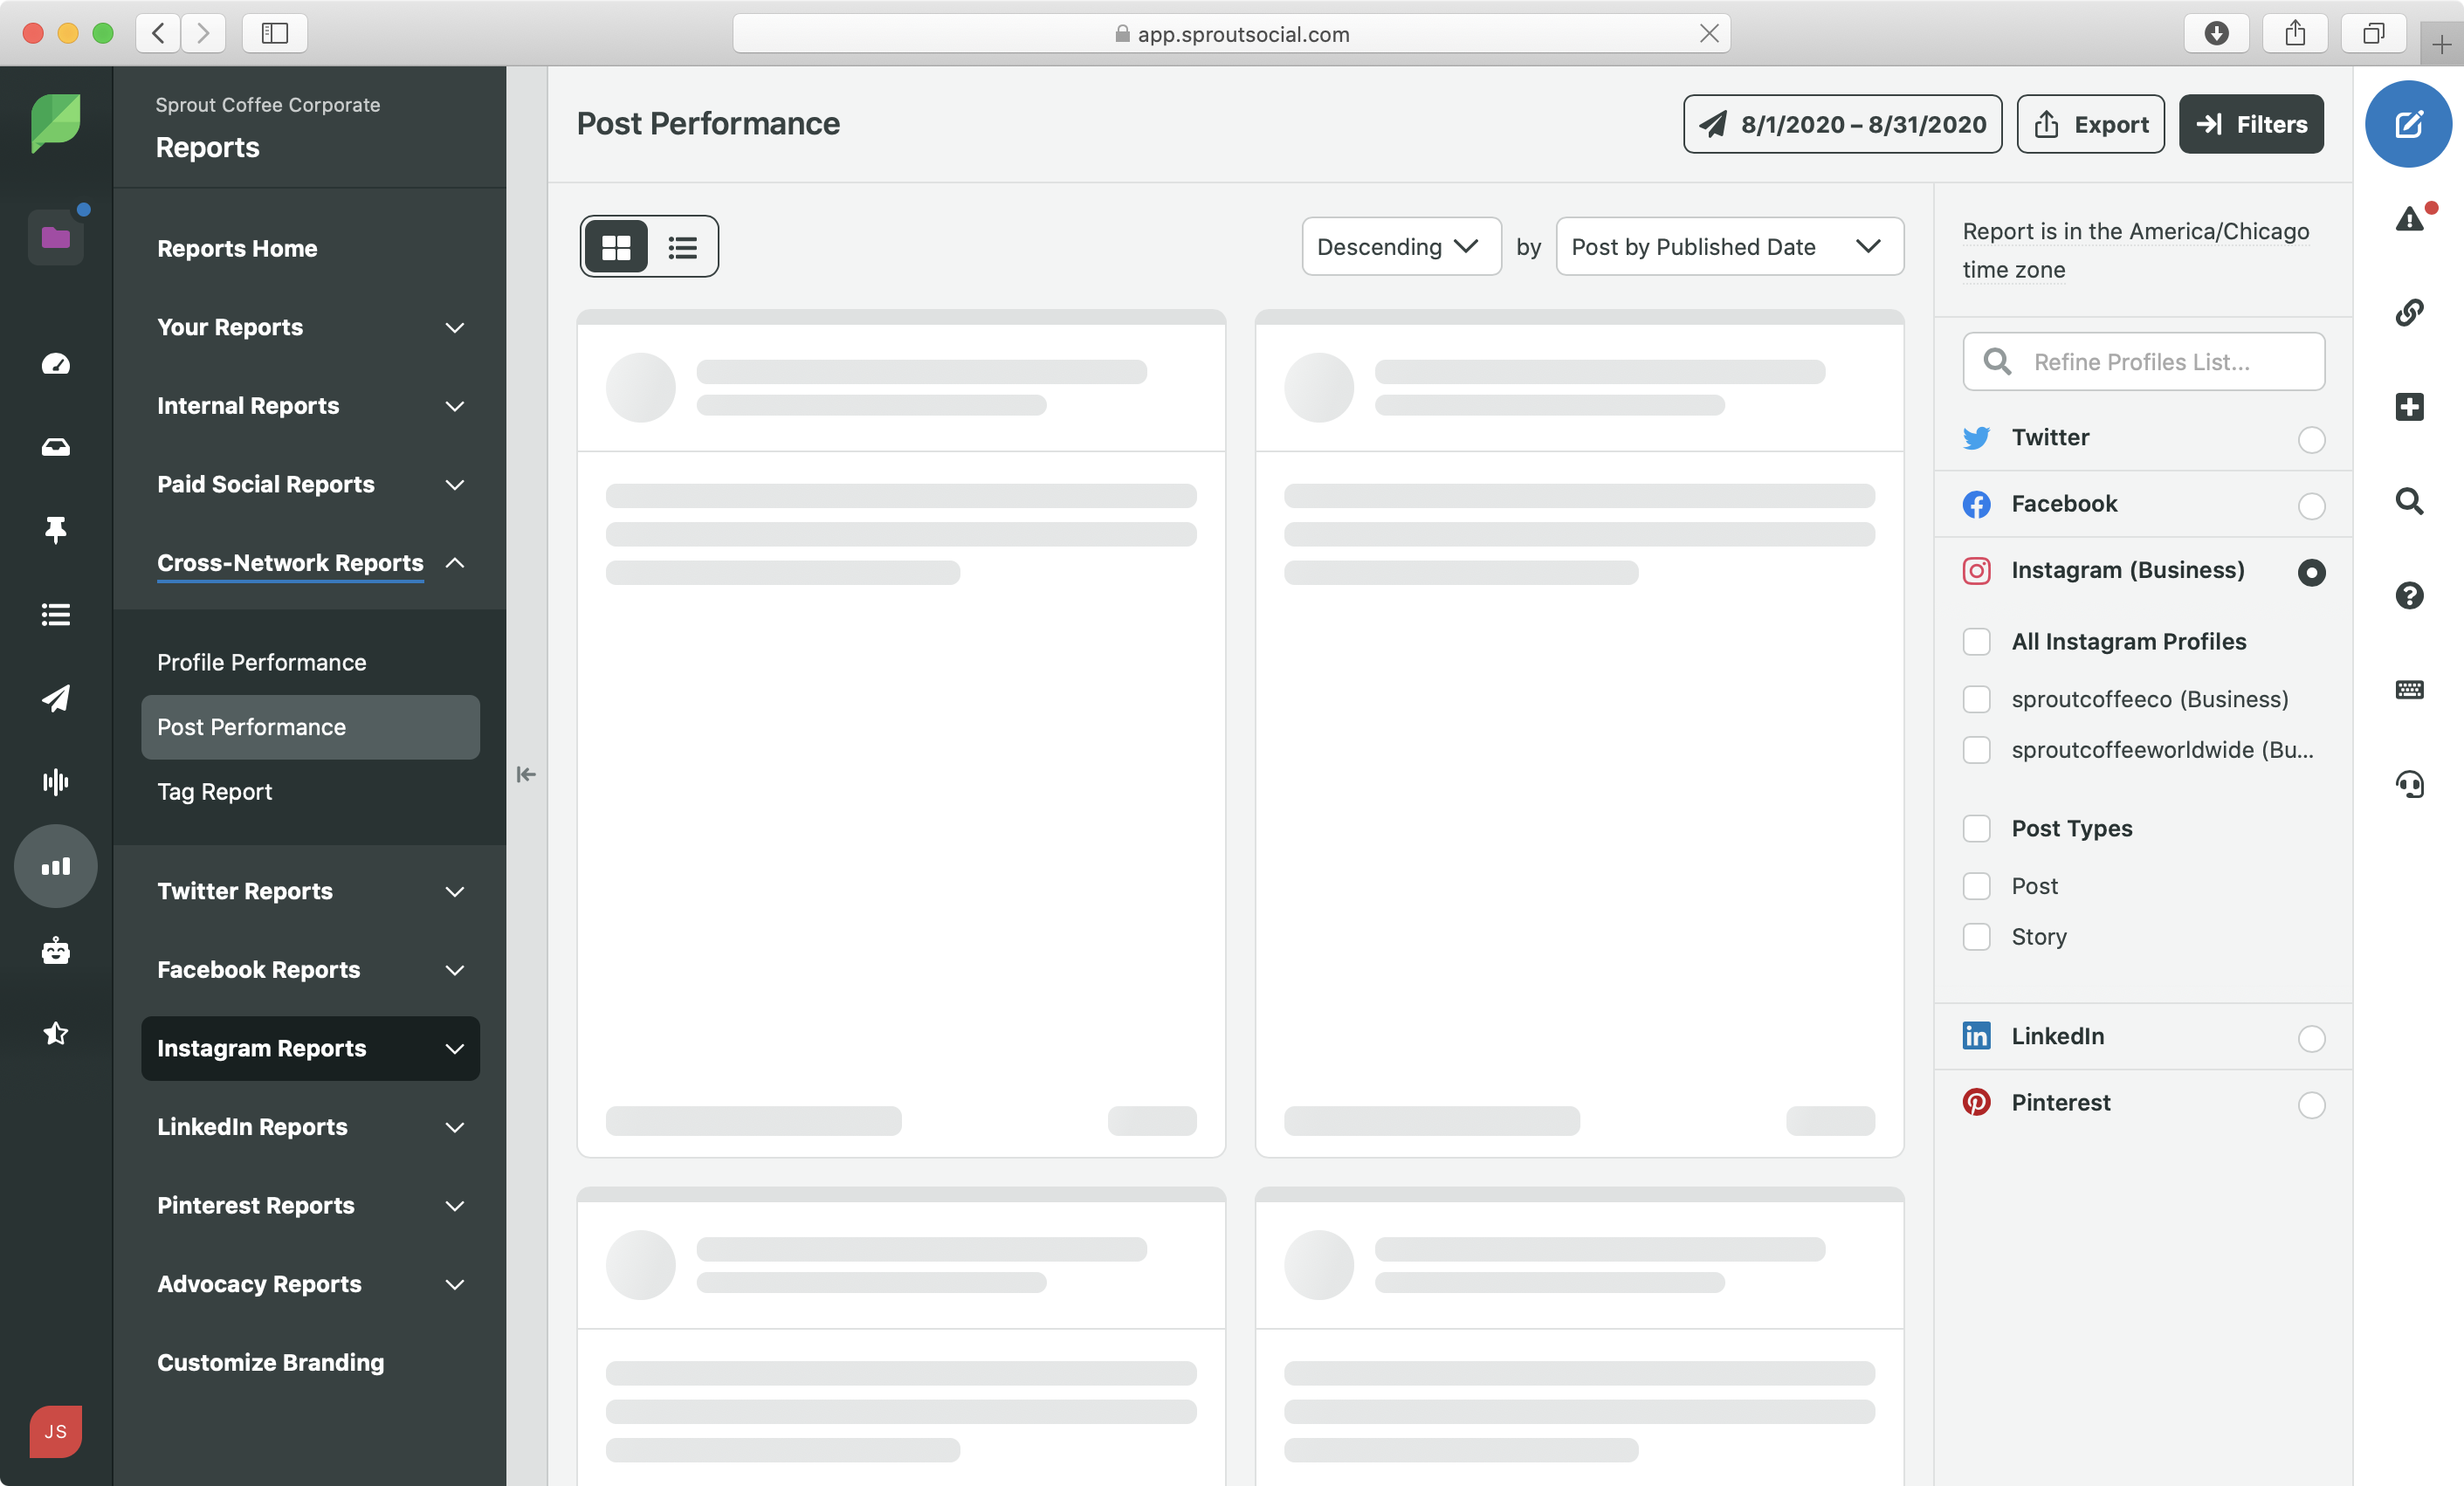 app.sproutsocial.com
Sprout Coffee Corporate
Reports
Reports Home
Your Reports
Internal Reports
Paid Social Reports
Cross-Network Reports
Profile Performance
Post Performance
Tag Report
Twitter Reports
Facebook Reports
Instagram Reports
LinkedIn Reports
Pinterest Reports
Advocacy Reports
Customize Branding
JS
Post Performance
8/1/2020 – 8/31/2020
Export
Filters
Descending
by
Post by Published Date
Report is in the America/Chicago
time zone
Refine Profiles List...
Twitter
Facebook
Instagram (Business)
All Instagram Profiles
sproutcoffeeco (Business)
sproutcoffeeworldwide (Bu...
Post Types
Post
Story
LinkedIn
Pinterest